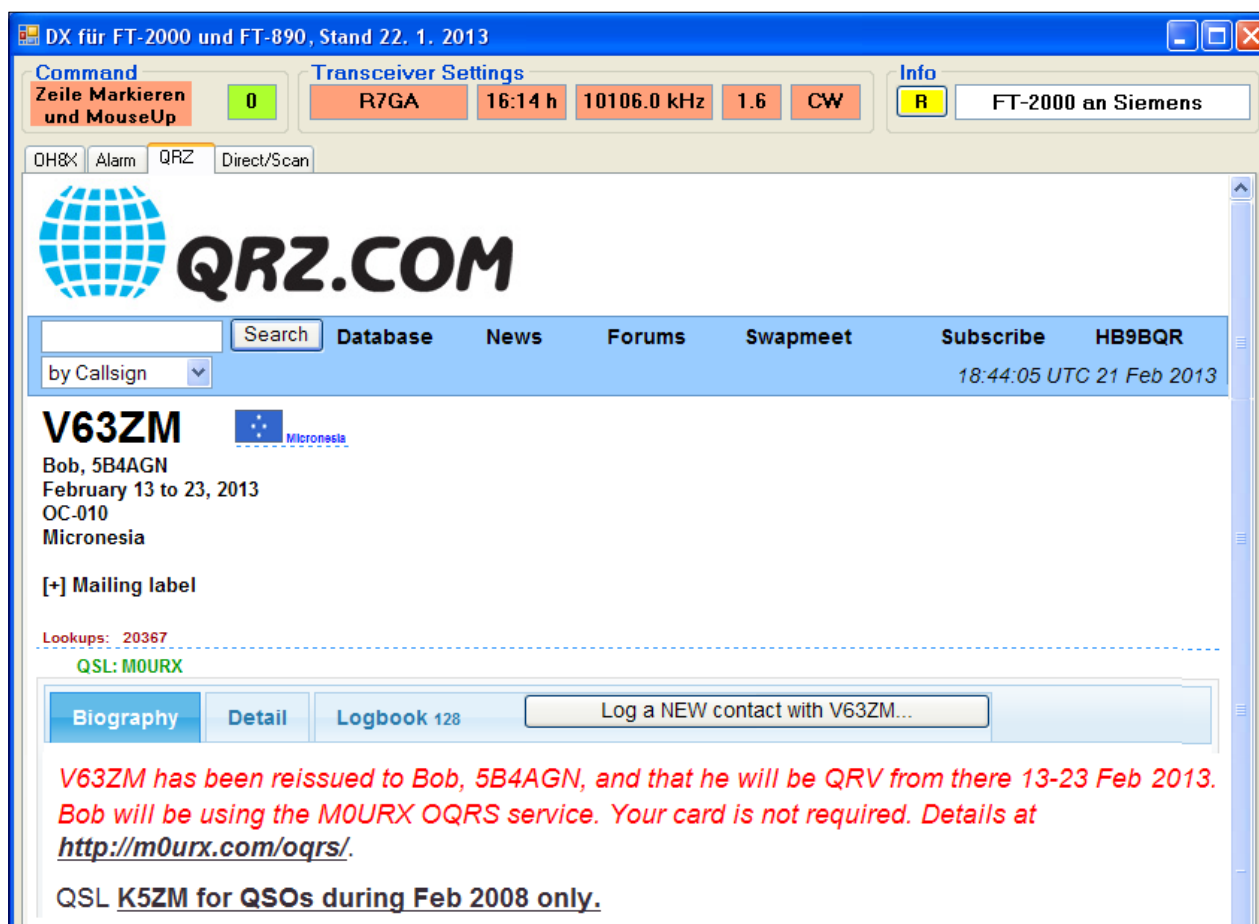 DX für FT-2000 und FT-890, Stand 22. 1. 2013
Command
Zeile Markieren
und MouseUp
0
Transceiver Settings
R7GA 16:14 h 10106.0 kHz 1.6 CW
Info
R FT-2000 an Siemens
OH8X Alarm QRZ Direct/Scan
QRZ.COM
Search Database News Forums Swapmeet Subscribe HB9BQR
by Callsign 18:44:05 UTC 21 Feb 2013
V63ZM Micronesia
Bob, 5B4AGN
February 13 to 23, 2013
OC-010
Micronesia
[+] Mailing label
Lookups: 20367
QSL: M0URX
Biography Detail Logbook 128 Log a NEW contact with V63ZM...
V63ZM has been reissued to Bob, 5B4AGN, and that he will be QRV from there 13-23 Feb 2013.
Bob will be using the M0URX OQRS service. Your card is not required. Details at
http://m0urx.com/oqrs/.
QSL K5ZM for QSOs during Feb 2008 only.